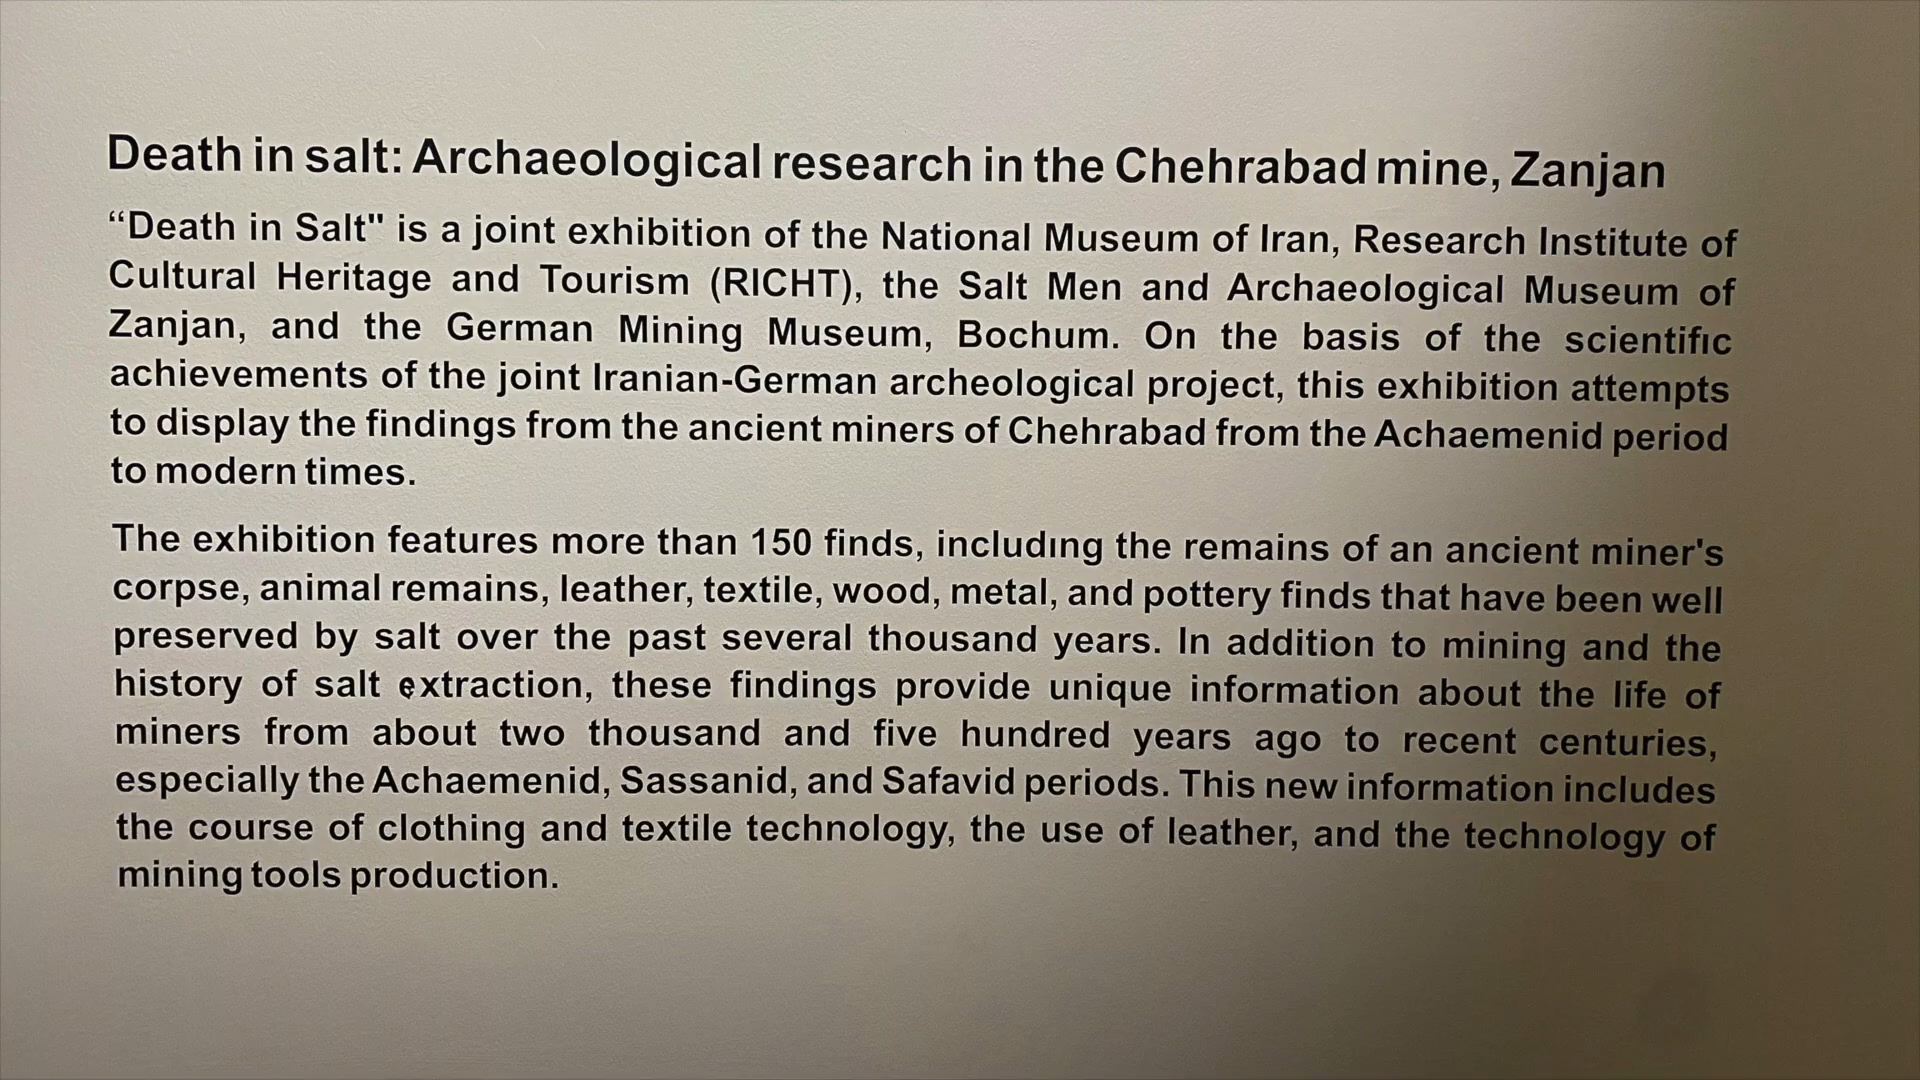 Death in salt: Archaeological research in the Chehrabad mine, Zanjan
“Death in Salt" is a joint exhibition of the National Museum of Iran, Research Institute of
Cultural Heritage and Tourism (RICHT), the Salt Men and Archaeological Museum of
Zanjan, and the German Mining Museum, Bochum. On the basis of the scientific
achievements of the joint Iranian-German archeological project, this exhibition attempts
to display the findings from the ancient miners of Chehrabad from the Achaemenid period
to modern times.
The exhibition features more than 150 finds, including the remains of an ancient miner's
corpse, animal remains, leather, textile, wood, metal, and pottery finds that have been well
preserved by salt over the past several thousand years. In addition to mining and the
history of salt extraction, these findings provide unique information about the life of
miners from about two thousand and five hundred years ago to recent centuries,
especially the Achaemenid, Sassanid, and Safavid periods. This new information includes
the course of clothing and textile technology, the use of leather, and the technology of
mining tools production.